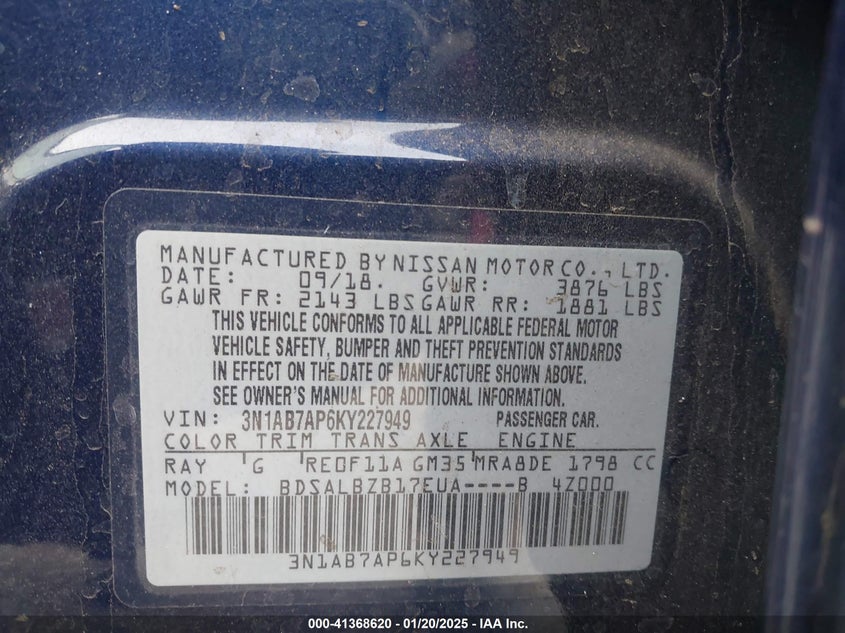 MANUFACTURED BY NISSAN MOTOR CO., LTD.
DATE: 09/18. GVWR: 3876 LBS
GAWR FR: 2143 LBS GAWR RR: 1881 LBS
THIS VEHICLE CONFORMS TO ALL APPLICABLE FEDERAL MOTOR
VEHICLE SAFETY, BUMPER AND THEFT PREVENTION STANDARDS
IN EFFECT ON THE DATE OF MANUFACTURE SHOWN ABOVE.
SEE OWNER'S MANUAL FOR ADDITIONAL INFORMATION.
VIN: 3N1AB7AP6KY227949 PASSENGER CAR.
COLOR TRIM TRANS AXLE ENGINE
RAY G RE0F11A GM35 MRA8DE 1798 CC
MODEL: BDSALBZB17EUA----B 4Z000
3N1AB7AP6KY227949
000-41368620 | 01/20/2025 - IAA Inc.